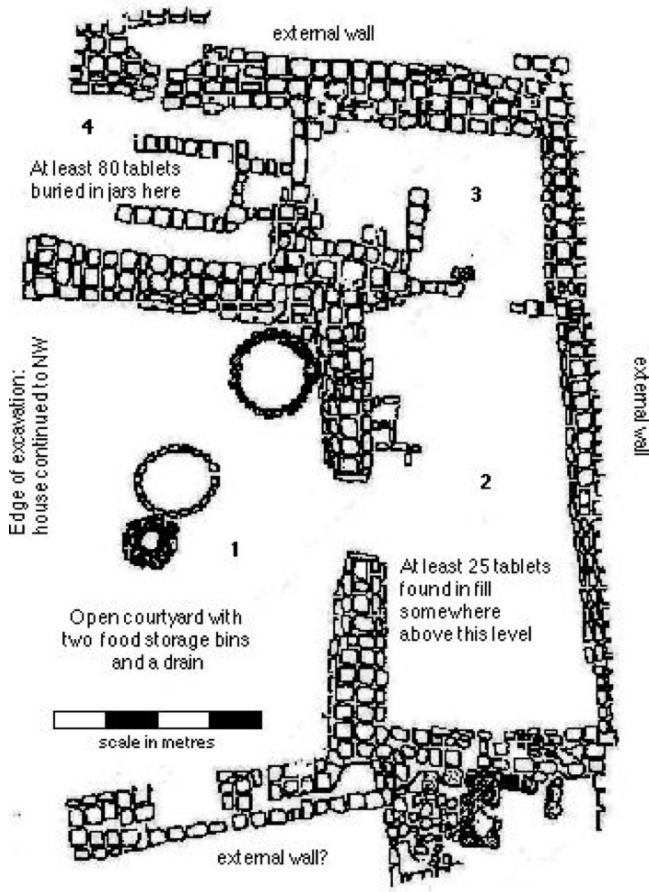 external wall
4
At least 80 tablets
buried in jars here
3
Edge of excavation:
house continued to NW
external wall
2
1
At least 25 tablets
found in fill
somewhere
above this level
Open courtyard with
two food storage bins
and a drain
scale in metres
external wall?